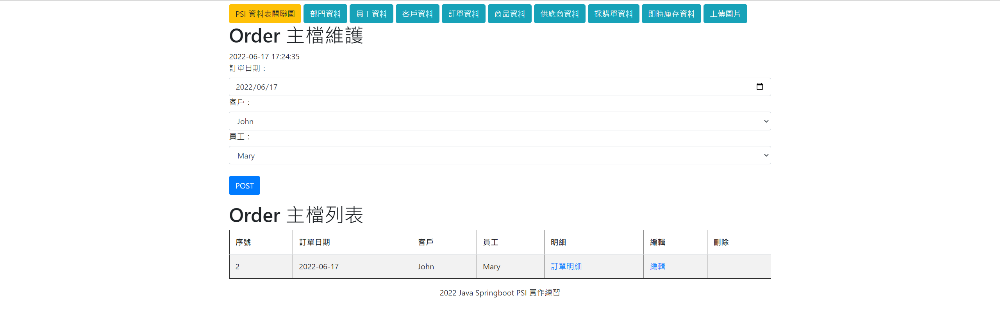 PSI 資料表關聯圖 部門資料 員工資料 客戶資料 訂單資料 商品資料 供應商資料 採購單資料 即時庫存資料 上傳圖片
Order 主檔維護
2022-06-17 17:24:35
訂單日期：
2022/06/17
客戶：
John
員工：
Mary
POST
Order 主檔列表
序號 訂單日期 客戶 員工 明細 編輯 刪除
2 2022-06-17 John Mary 訂單明細 編輯
2022 Java Springboot PSI 實作練習